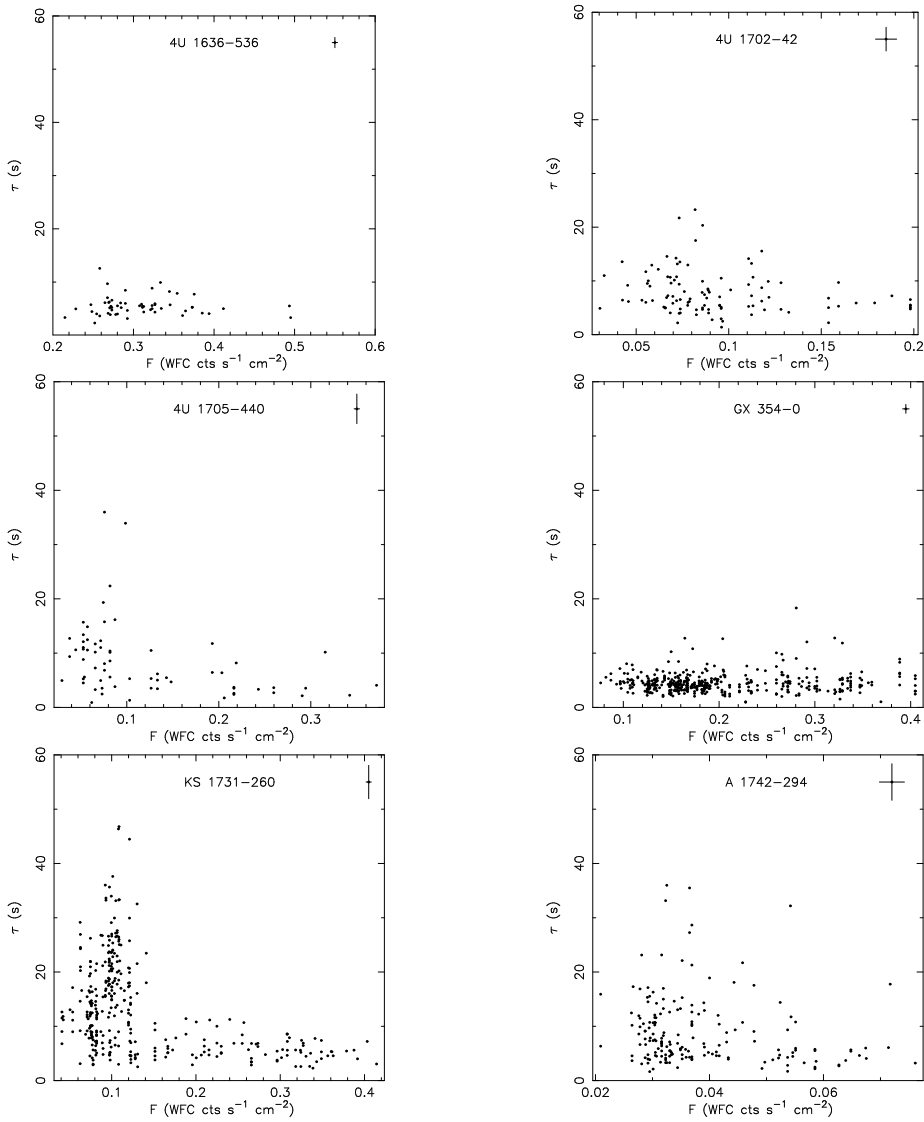 60
4U 1636−536
40
τ (s)
20
0.2 0.3 0.4 0.5 0.6
F (WFC cts s⁻¹ cm⁻²)
60
4U 1702−42
40
τ (s)
20
0
0.05 0.1 0.15 0.2
F (WFC cts s⁻¹ cm⁻²)
60
4U 1705−440
40
τ (s)
20
0
0.1 0.2 0.3
F (WFC cts s⁻¹ cm⁻²)
60
GX 354−0
40
τ (s)
20
0
0.1 0.2 0.3 0.4
F (WFC cts s⁻¹ cm⁻²)
60
KS 1731−260
40
τ (s)
20
0
0.1 0.2 0.3 0.4
F (WFC cts s⁻¹ cm⁻²)
60
A 1742−294
40
τ (s)
20
0
0.02 0.04 0.06
F (WFC cts s⁻¹ cm⁻²)